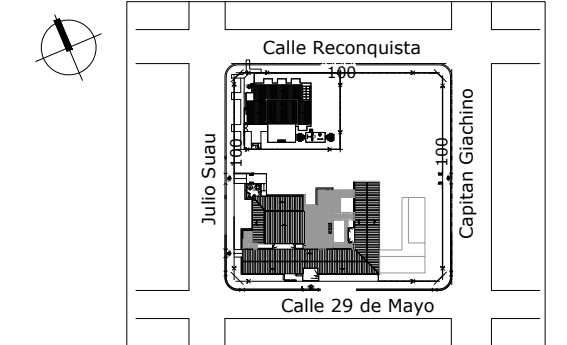 Calle Reconquista
100
Julio Suau
100
100
Capitan Giachino
Calle 29 de Mayo